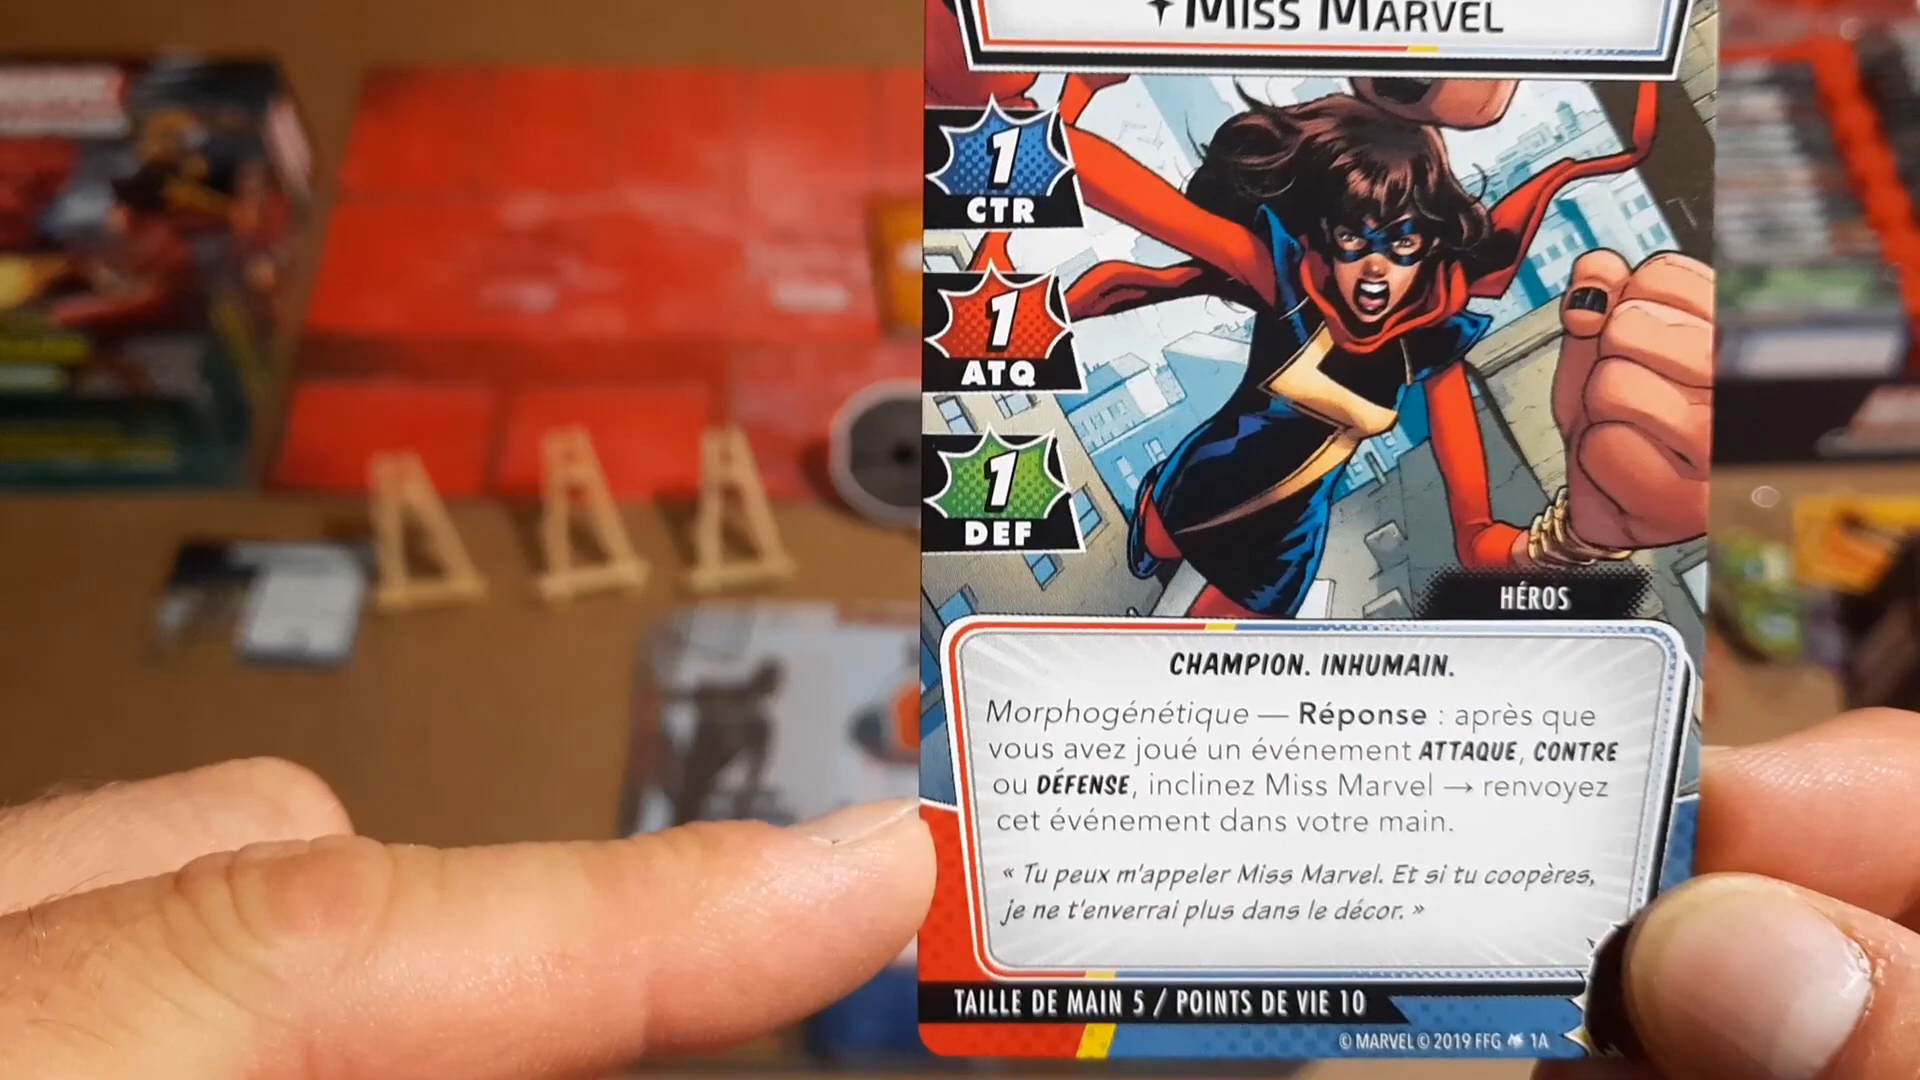 MISS MARVEL
1
CTR
1
ATQ
1
DEF
HÉROS
CHAMPION. INHUMAIN.
Morphogénétique — Réponse : après que
vous avez joué un événement ATTAQUE, CONTRE
ou DÉFENSE, inclinez Miss Marvel → renvoyez
cet événement dans votre main.
« Tu peux m'appeler Miss Marvel. Et si tu coopères,
je ne t'enverrai plus dans le décor. »
TAILLE DE MAIN 5 / POINTS DE VIE 10
© MARVEL © 2019 FFG 1A